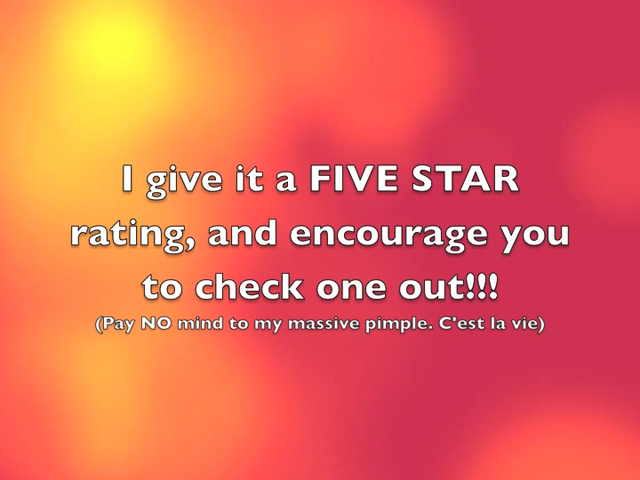 I give it a FIVE STAR
rating, and encourage you
to check one out!!!
(Pay NO mind to my massive pimple. C'est la vie)